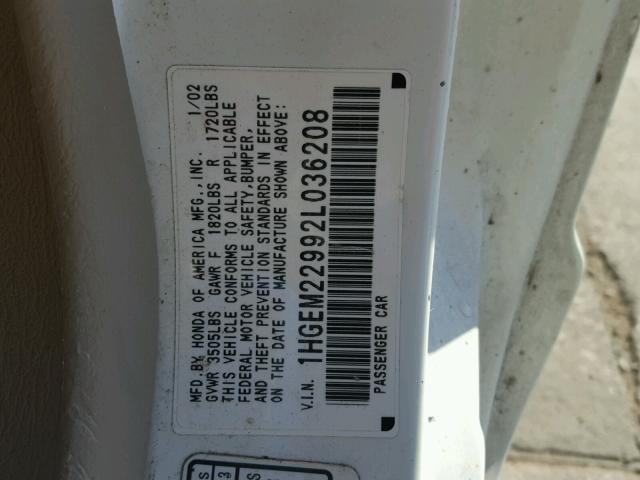 MFD.BY HONDA OF AMERICA MFG.,INC. 1/02
GVWR 3505LBS GAWR F 1820LBS R 1720LBS
THIS VEHICLE CONFORMS TO ALL APPLICABLE
FEDERAL MOTOR VEHICLE SAFETY,BUMPER,
AND THEFT PREVENTION STANDARDS IN EFFECT
ON THE DATE OF MANUFACTURE SHOWN ABOVE:
V.I.N. 1HGEM22992L036208
PASSENGER CAR